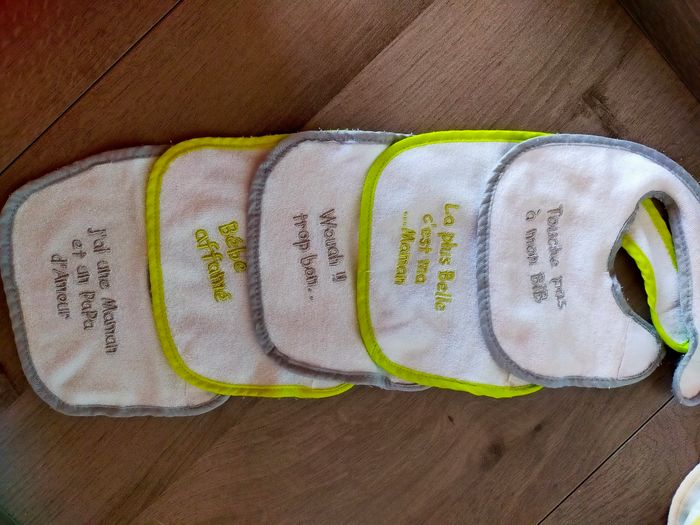 J'ai une Maman
et un PaPa
d'Amour
Bébé
affamé
Wouah !!
trop bon...
La plus Belle
c'est ma
...Maman
Touche pas
à mon BIB